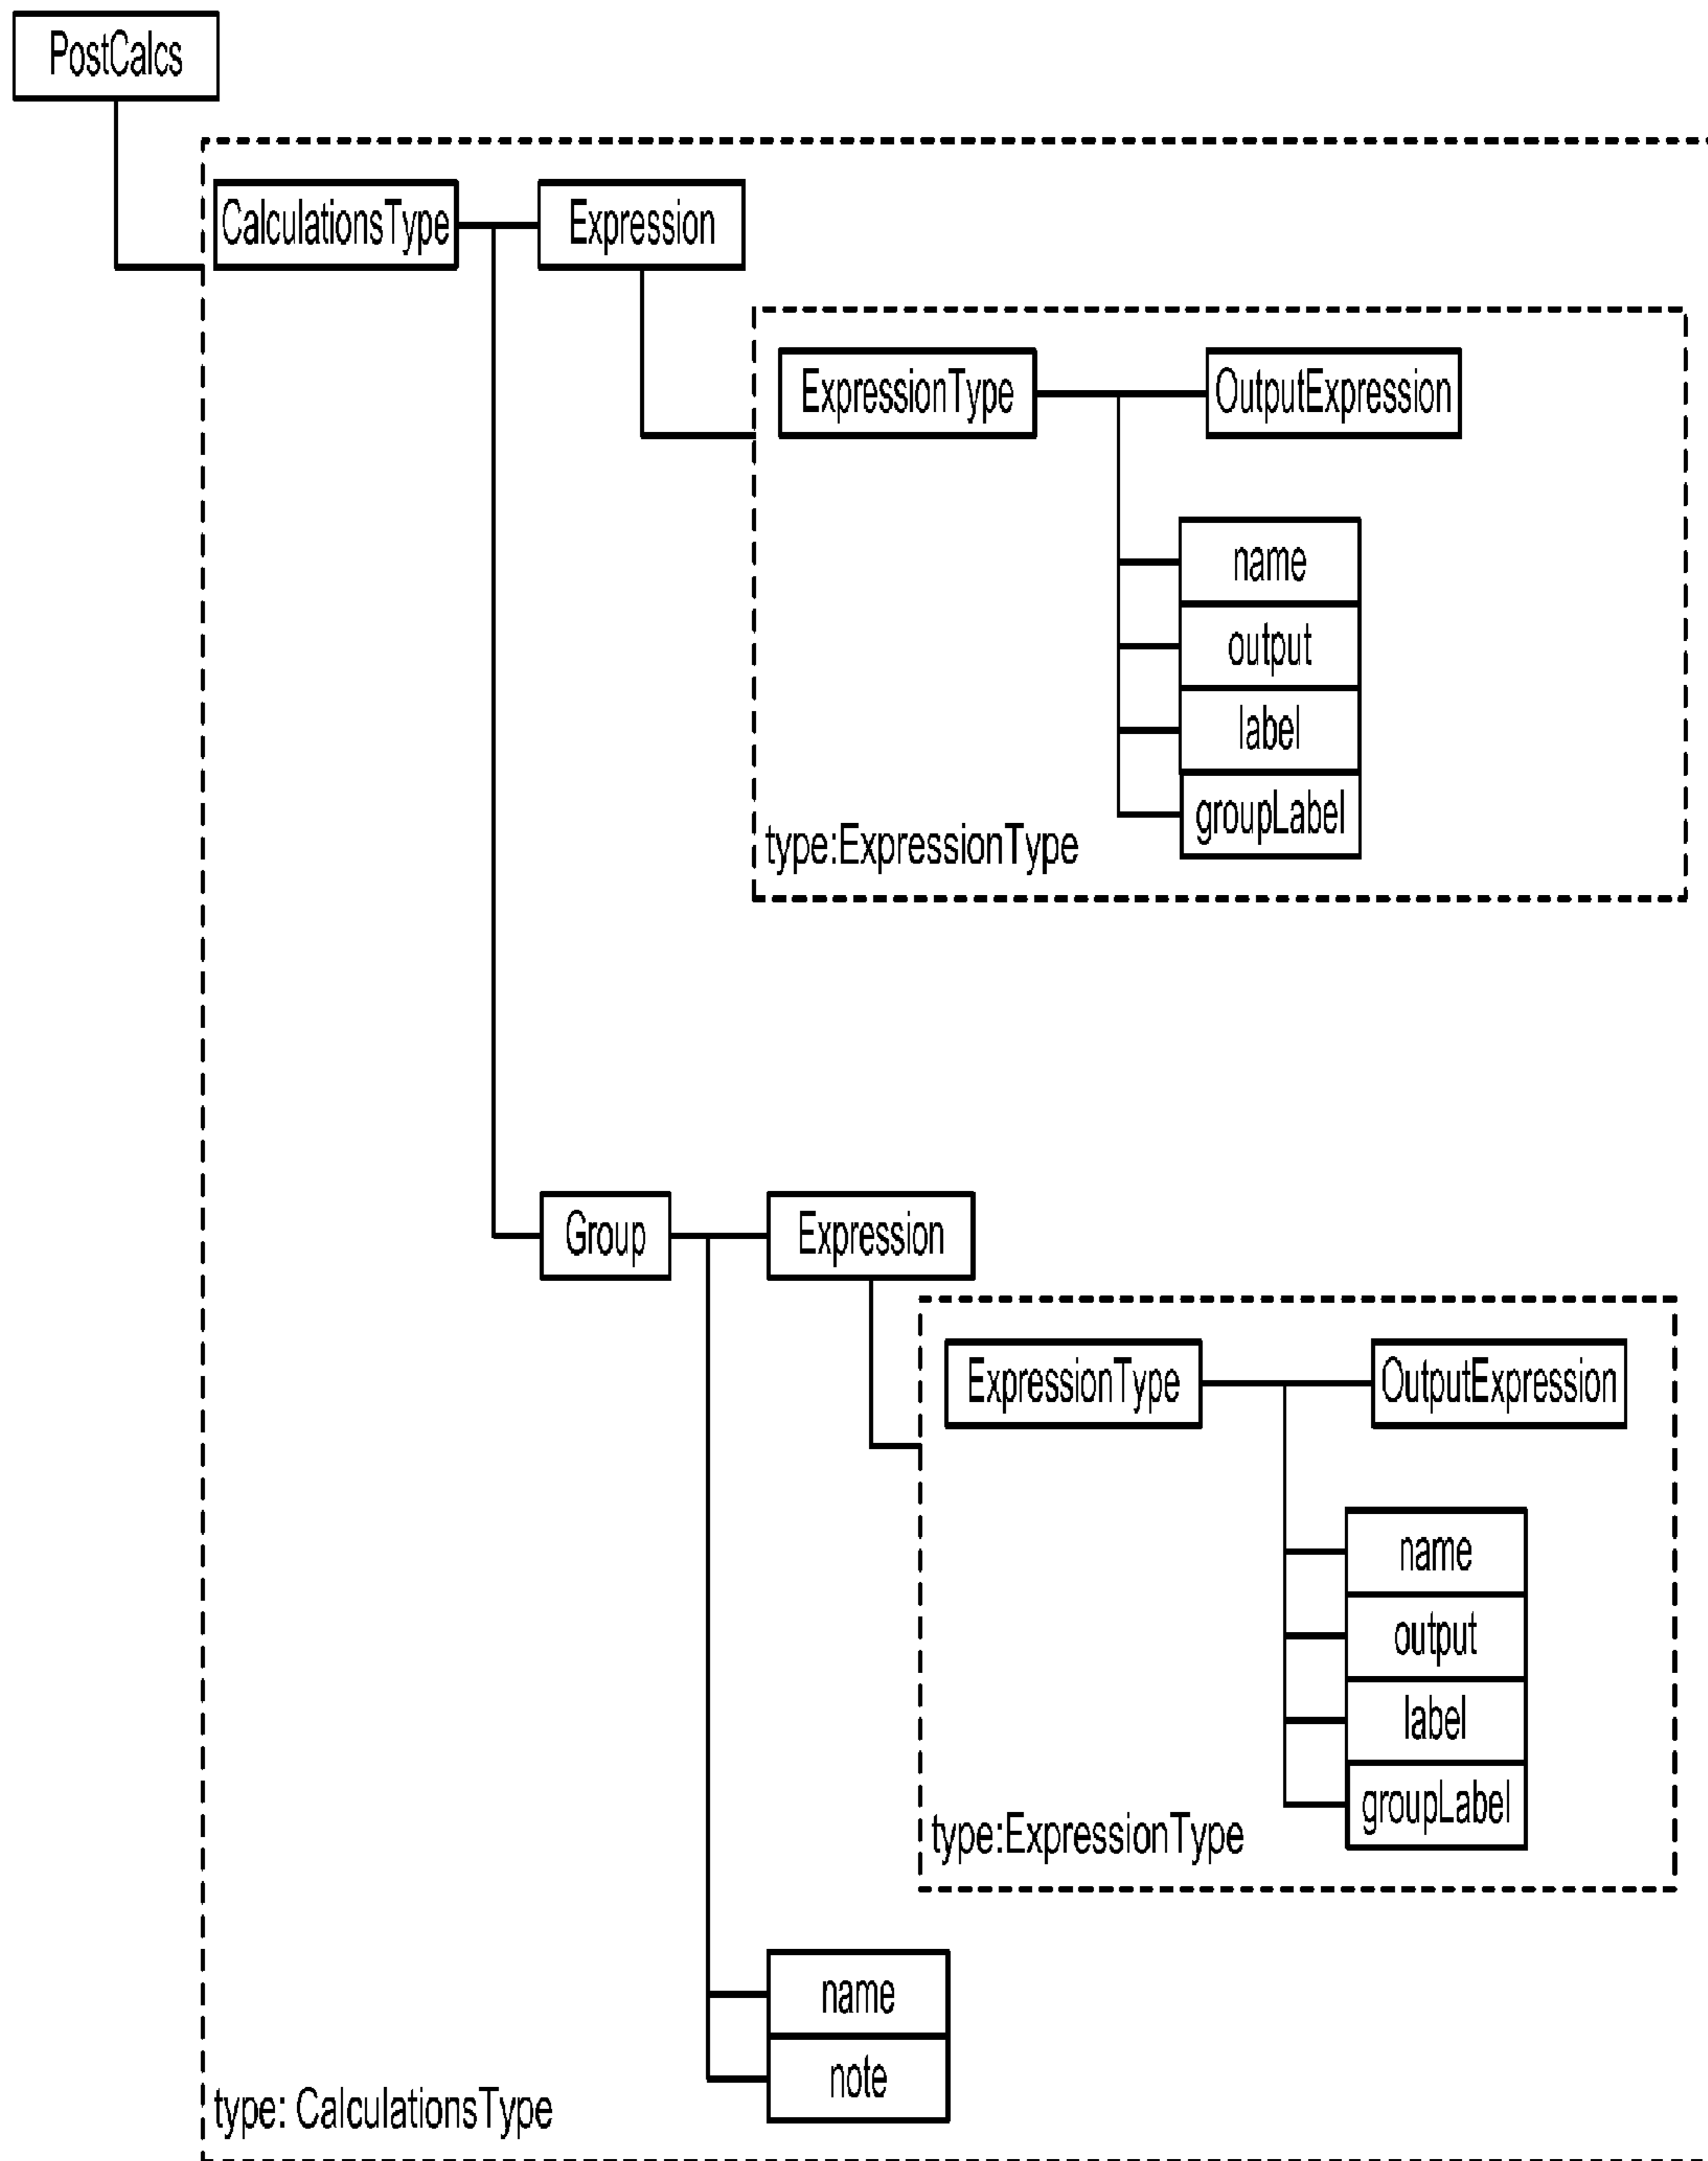 PostCalcs
CalculationsType
Expression
ExpressionType
OutputExpression
name
output
label
groupLabel
type:ExpressionType
Group
Expression
ExpressionType
OutputExpression
name
output
label
groupLabel
type:ExpressionType
name
note
type: CalculationsType